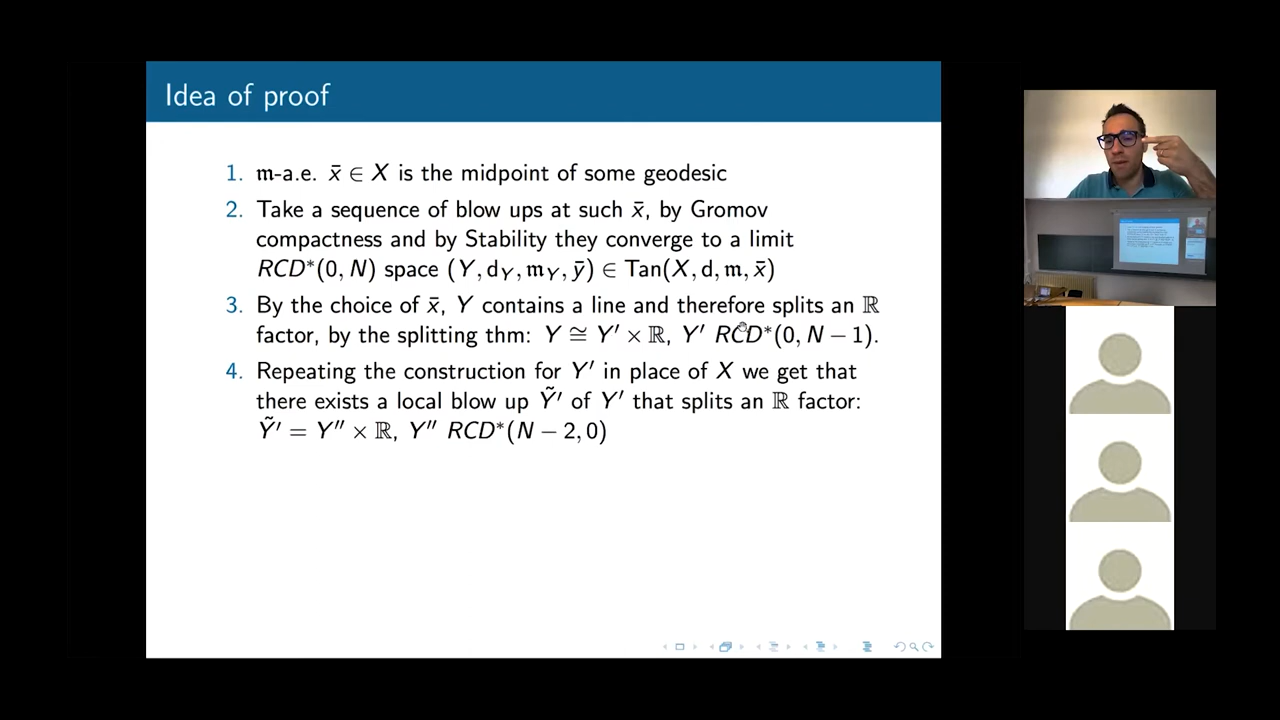 Idea of proof
1. 𝔪-a.e. x̄ ∈ X is the midpoint of some geodesic
2. Take a sequence of blow ups at such x̄, by Gromov
compactness and by Stability they converge to a limit
RCD*(0, N) space (Y, d_Y, 𝔪_Y, ȳ) ∈ Tan(X, d, 𝔪, x̄)
3. By the choice of x̄, Y contains a line and therefore splits an ℝ
factor, by the splitting thm: Y ≅ Y′ × ℝ, Y′ RCD*(0, N − 1).
4. Repeating the construction for Y′ in place of X we get that
there exists a local blow up Ỹ′ of Y′ that splits an ℝ factor:
Ỹ′ = Y″ × ℝ, Y″ RCD*(N − 2, 0)